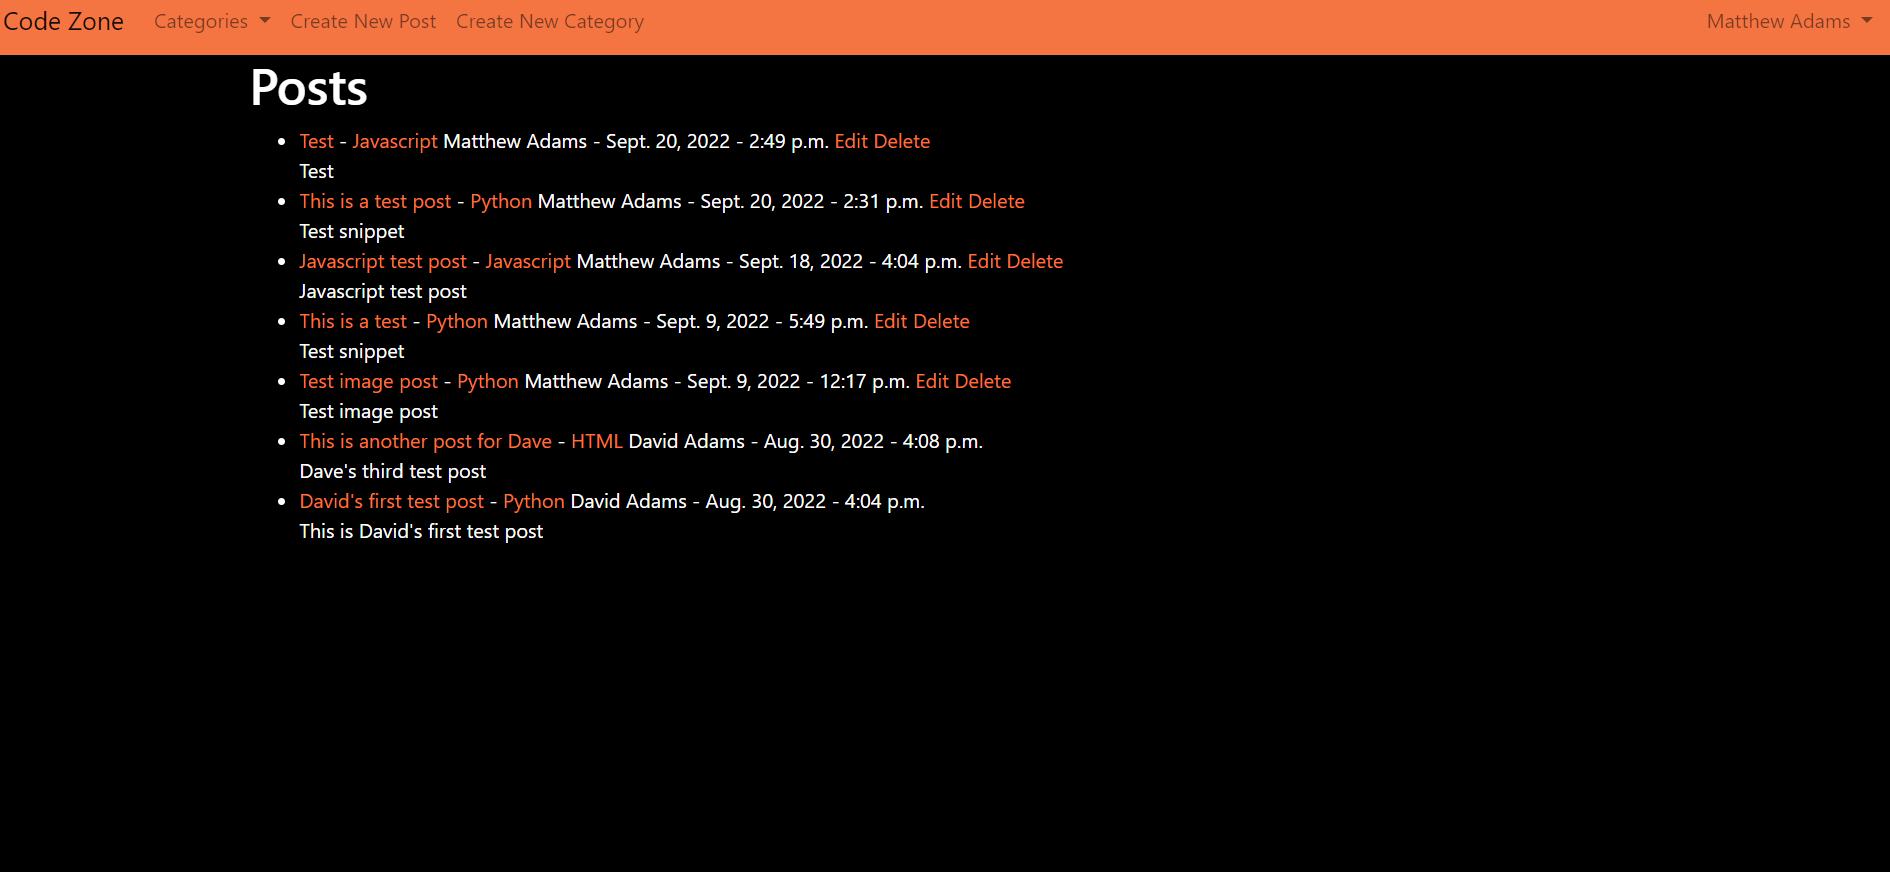 Code Zone Categories Create New Post Create New Category Matthew Adams
Posts
Test - Javascript Matthew Adams - Sept. 20, 2022 - 2:49 p.m. Edit Delete
Test
This is a test post - Python Matthew Adams - Sept. 20, 2022 - 2:31 p.m. Edit Delete
Test snippet
Javascript test post - Javascript Matthew Adams - Sept. 18, 2022 - 4:04 p.m. Edit Delete
Javascript test post
This is a test - Python Matthew Adams - Sept. 9, 2022 - 5:49 p.m. Edit Delete
Test snippet
Test image post - Python Matthew Adams - Sept. 9, 2022 - 12:17 p.m. Edit Delete
Test image post
This is another post for Dave - HTML David Adams - Aug. 30, 2022 - 4:08 p.m.
Dave's third test post
David's first test post - Python David Adams - Aug. 30, 2022 - 4:04 p.m.
This is David's first test post